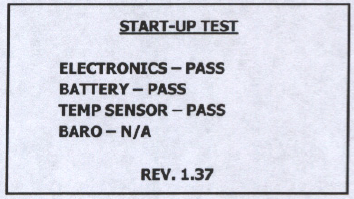 START-UP TEST
ELECTRONICS – PASS
BATTERY – PASS
TEMP SENSOR – PASS
BARO – N/A
REV. 1.37